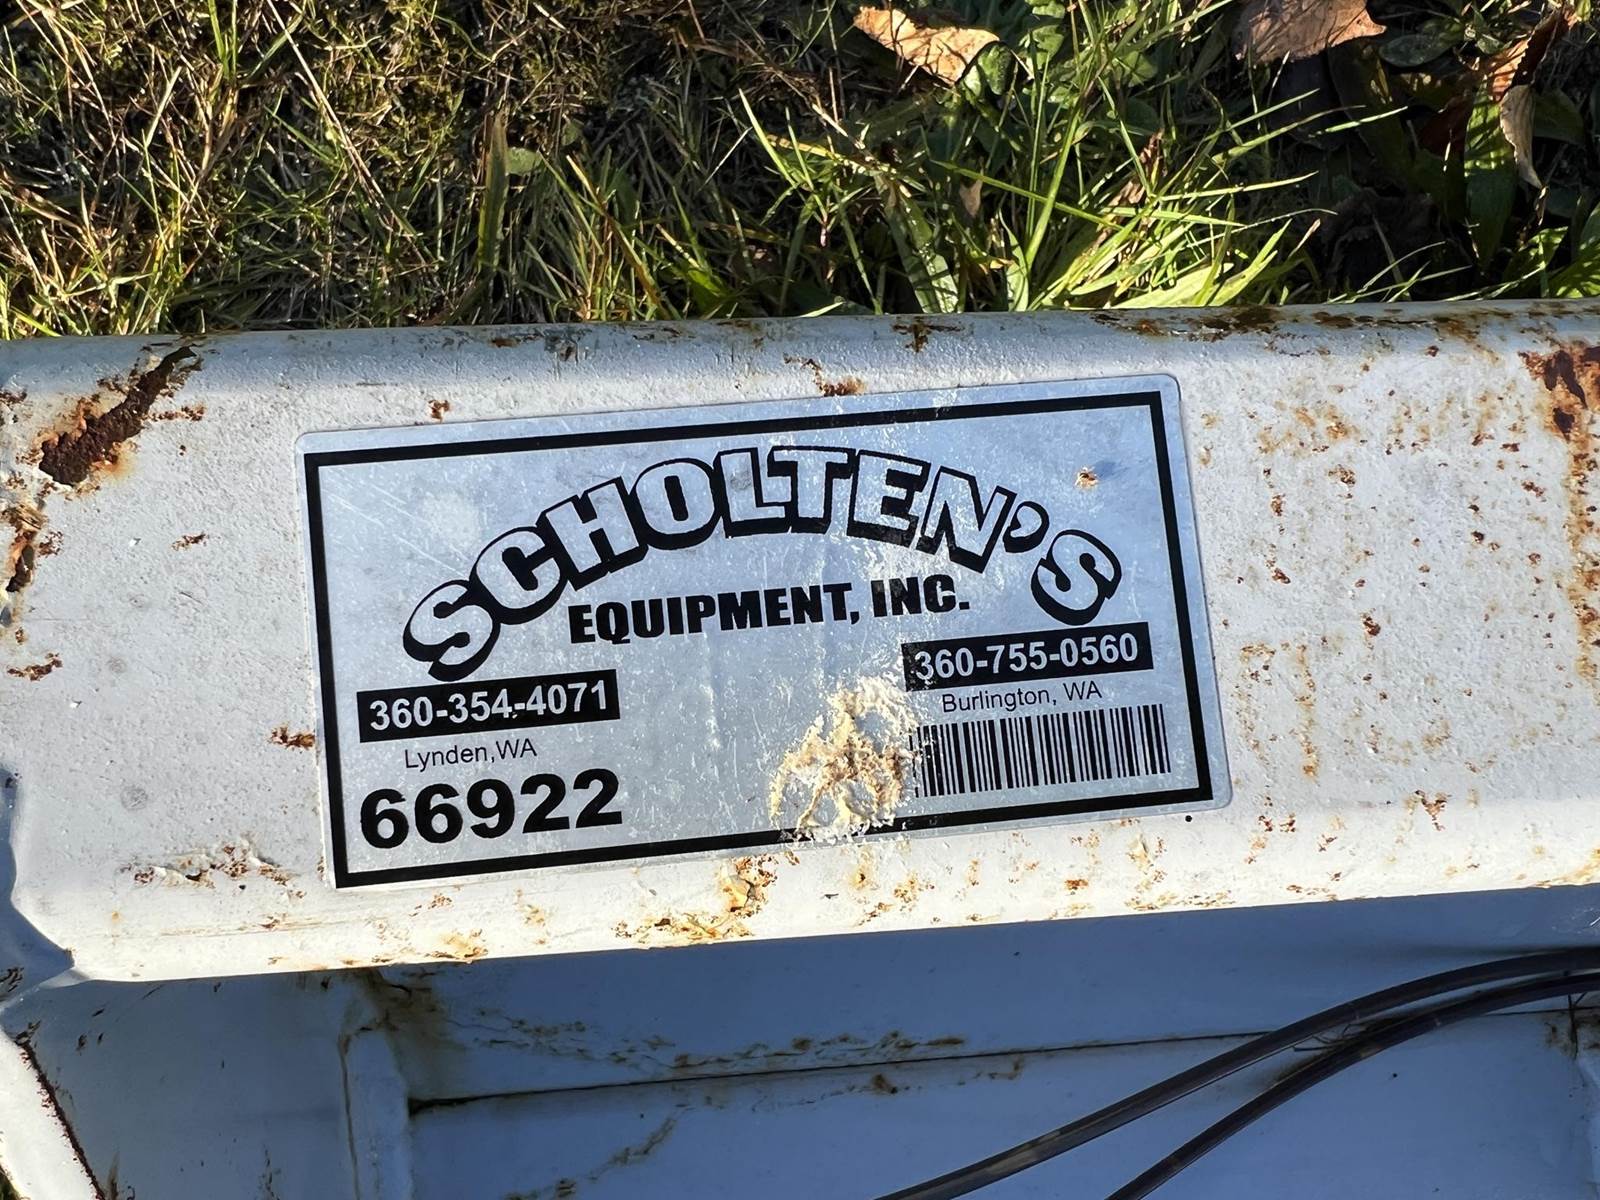 SCHOLTEN'S
EQUIPMENT, INC.
360-354-4071
Lynden,WA
66922
360-755-0560
Burlington, WA